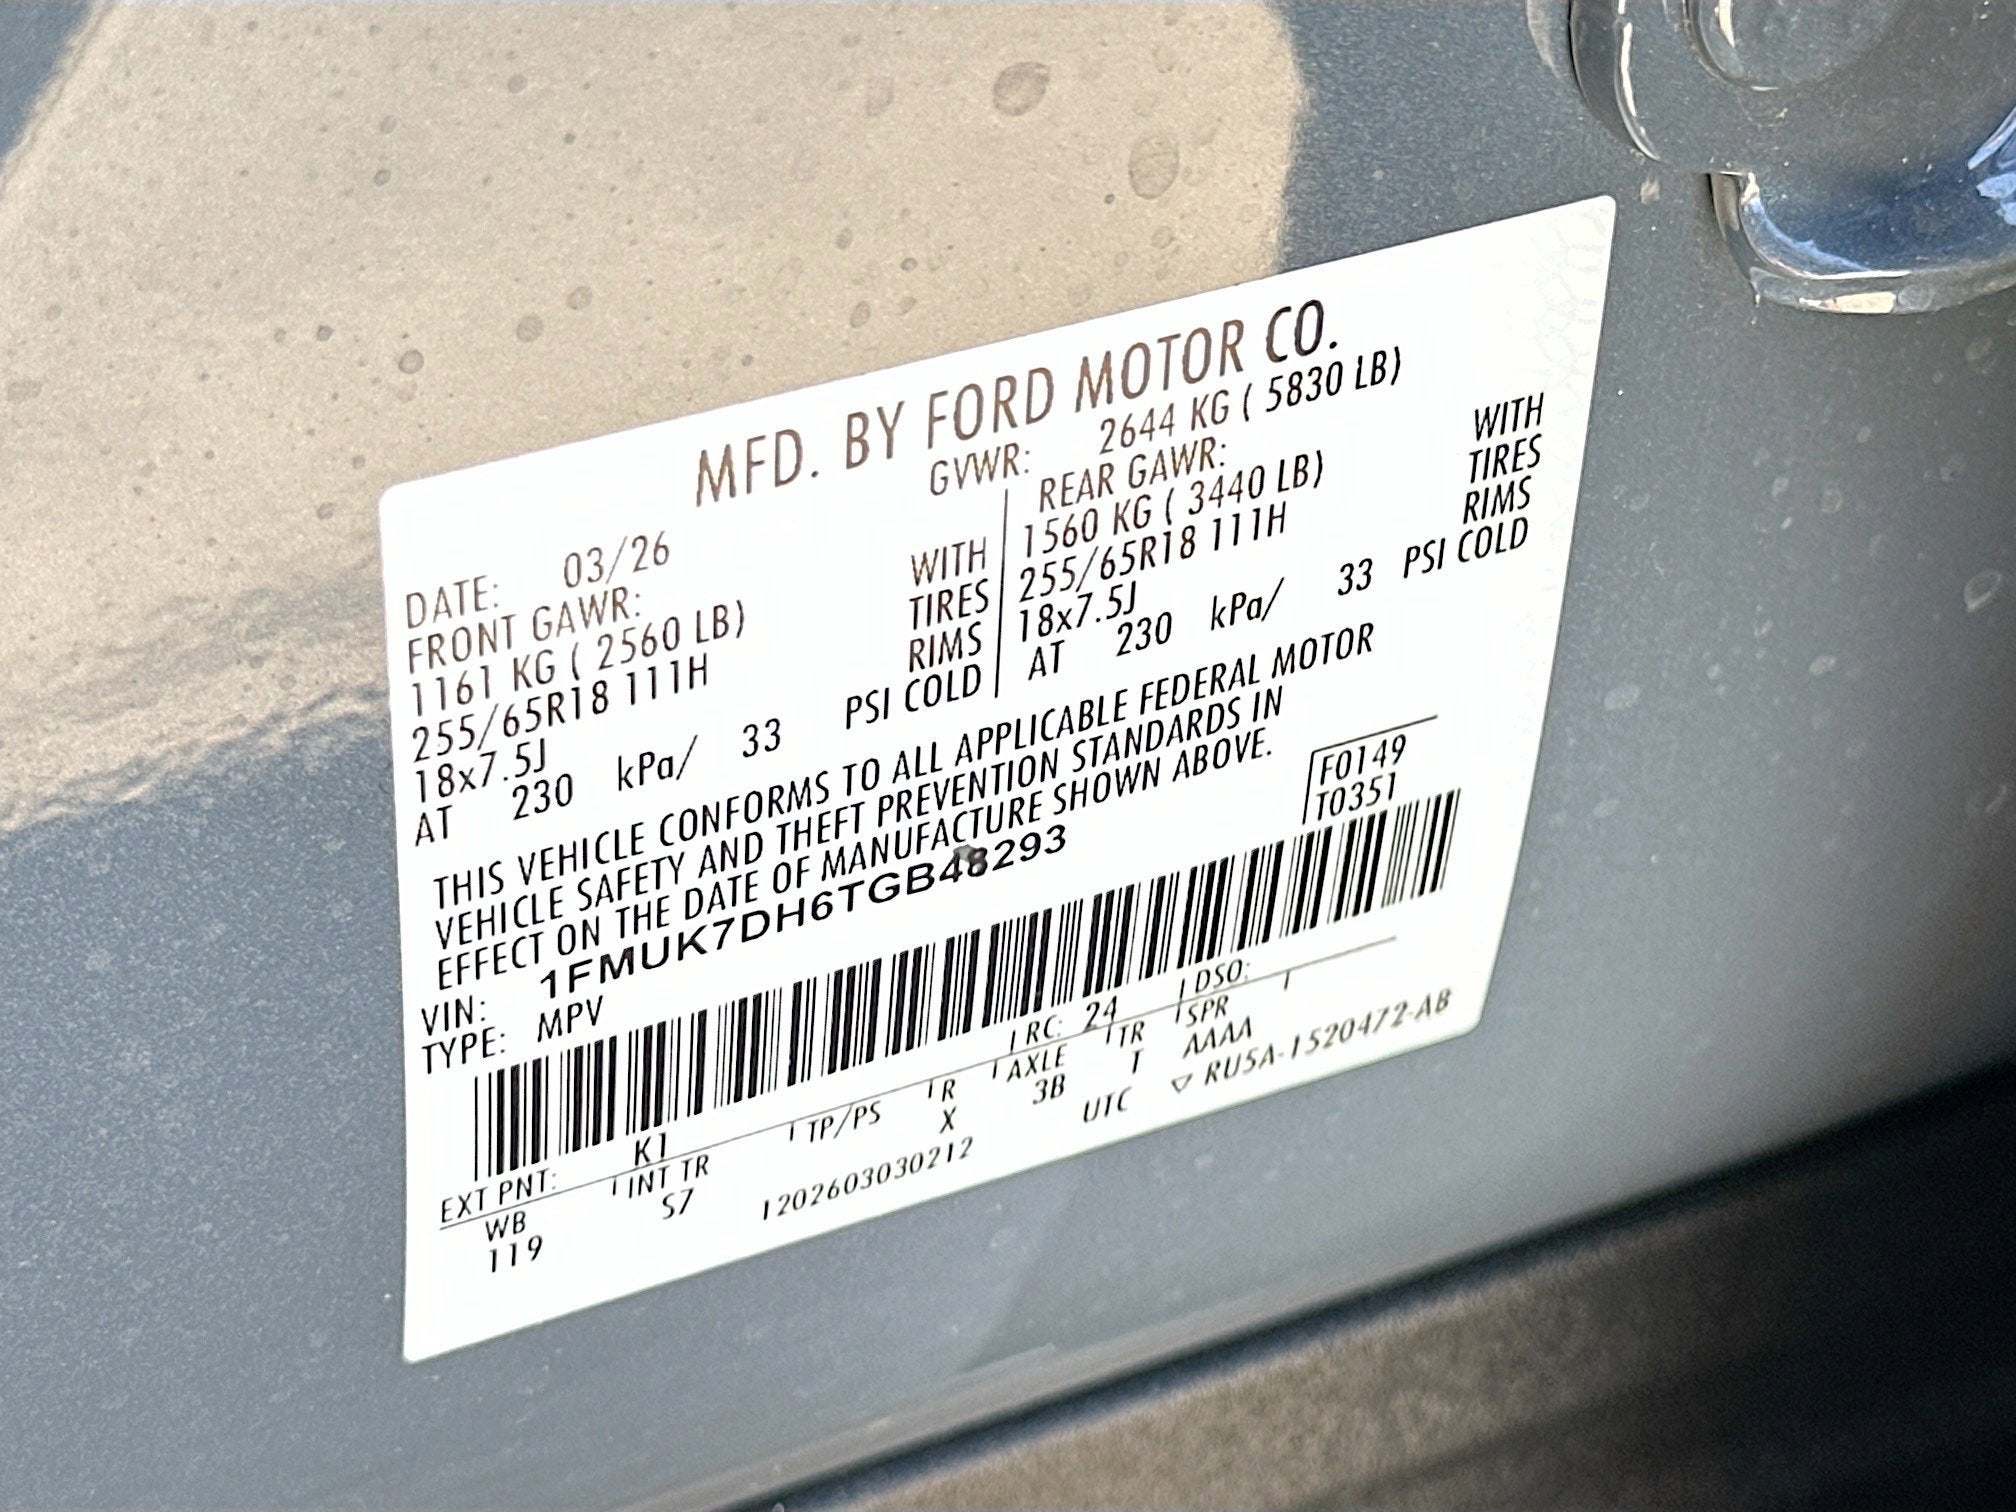 MFD. BY FORD MOTOR CO.
DATE: 03/26 GVWR: 2644 KG ( 5830 LB)
FRONT GAWR: REAR GAWR:
1161 KG ( 2560 LB) WITH 1560 KG ( 3440 LB) WITH
255/65R18 111H TIRES 255/65R18 111H TIRES
18x7.5J RIMS 18x7.5J RIMS
AT 230 kPa/ 33 PSI COLD AT 230 kPa/ 33 PSI COLD
THIS VEHICLE CONFORMS TO ALL APPLICABLE FEDERAL MOTOR
VEHICLE SAFETY AND THEFT PREVENTION STANDARDS IN
EFFECT ON THE DATE OF MANUFACTURE SHOWN ABOVE.
VIN: 1FMUK7DH6TGB48293 F0149
TYPE: MPV T0351
EXT PNT: K1 RC: 24 DSO:
WB INT TR TP/PS R AXLE TR SPR
119 S7 X 3B T AAAA
12026030302​12 UTC ▽ RU5A-1520472-AB